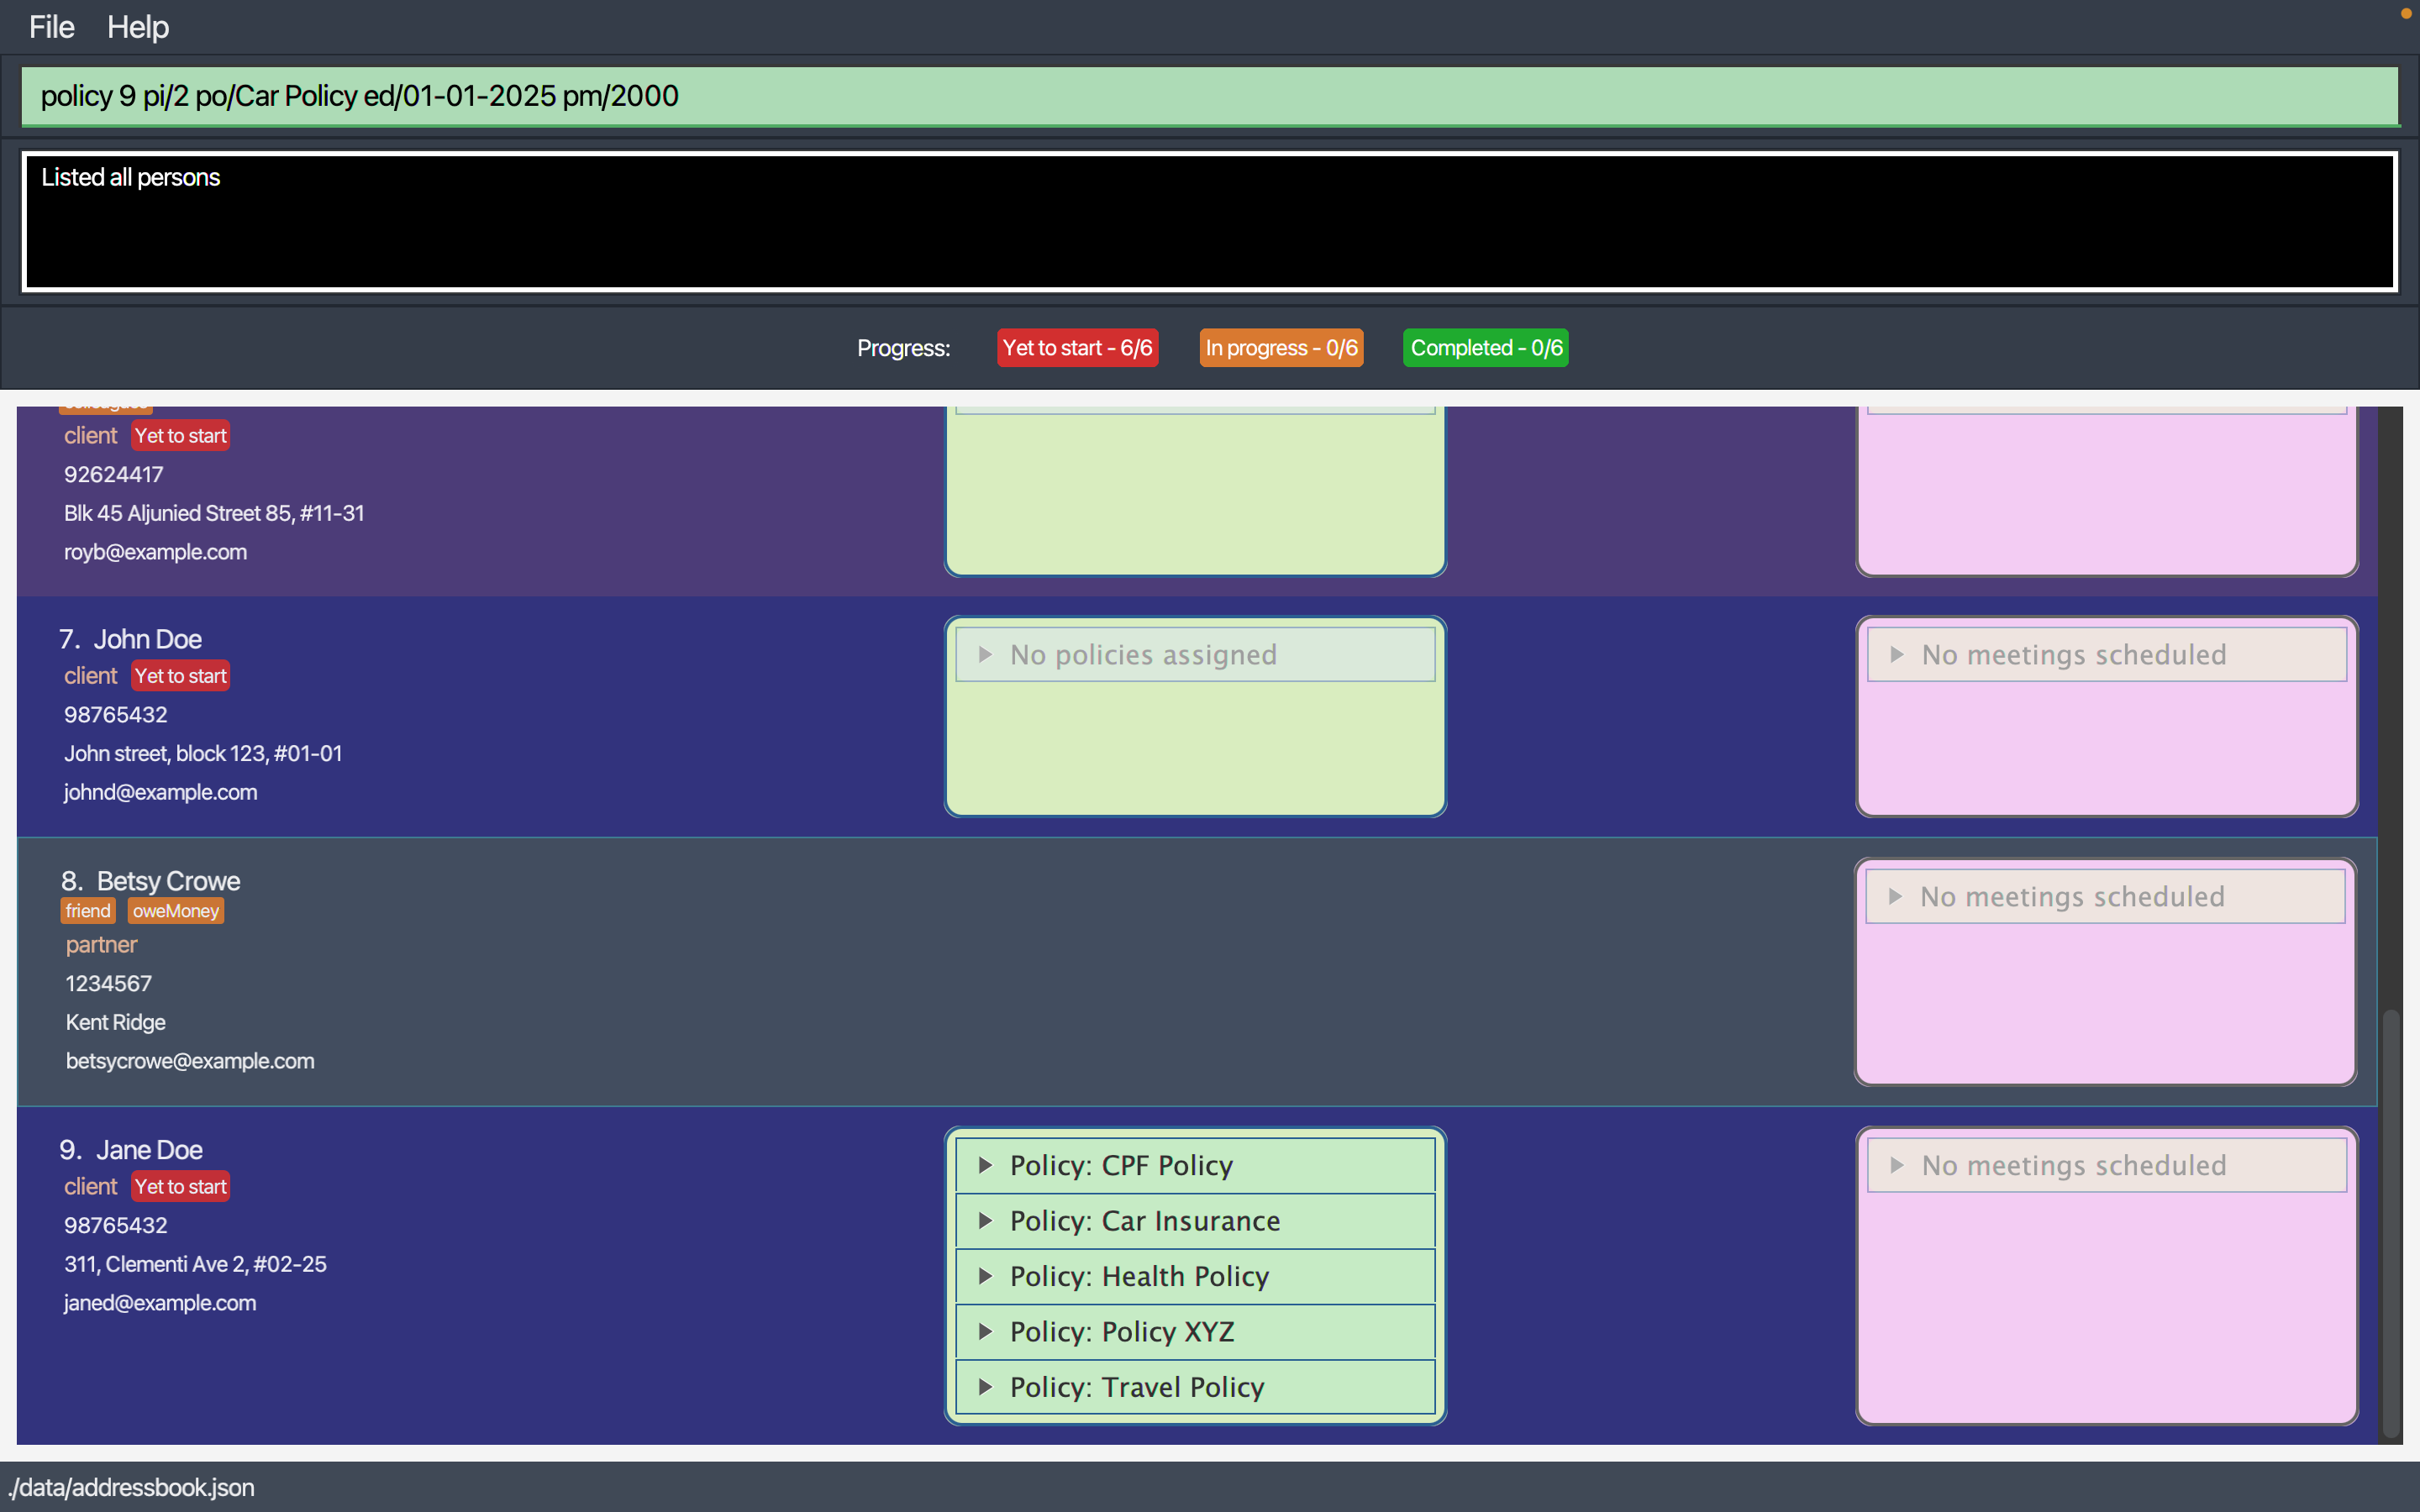 File Help
policy 9 pi/2 po/Car Policy ed/01-01-2025 pm/2000
Listed all persons
Progress: Yet to start - 6/6 In progress - 0/6 Completed - 0/6
client Yet to start
92624417
Blk 45 Aljunied Street 85, #11-31
royb@example.com
7. John Doe
client Yet to start
98765432
John street, block 123, #01-01
johnd@example.com
No policies assigned
No meetings scheduled
8. Betsy Crowe
friend oweMoney
partner
1234567
Kent Ridge
betsycrowe@example.com
No meetings scheduled
9. Jane Doe
client Yet to start
98765432
311, Clementi Ave 2, #02-25
janed@example.com
Policy: CPF Policy
Policy: Car Insurance
Policy: Health Policy
Policy: Policy XYZ
Policy: Travel Policy
No meetings scheduled
./data/addressbook.json